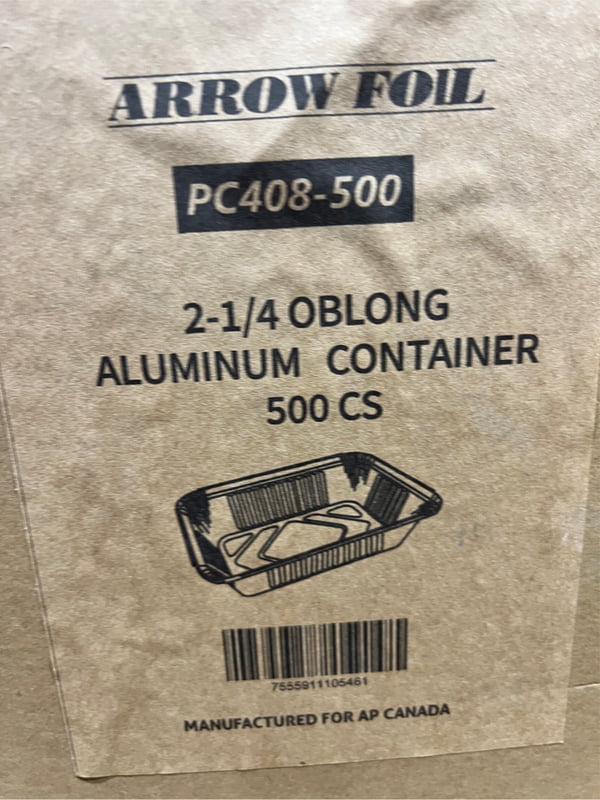 ARROW FOIL
PC408-500
2-1/4 OBLONG
ALUMINUM CONTAINER
500 CS
7555911105461
MANUFACTURED FOR AP CANADA